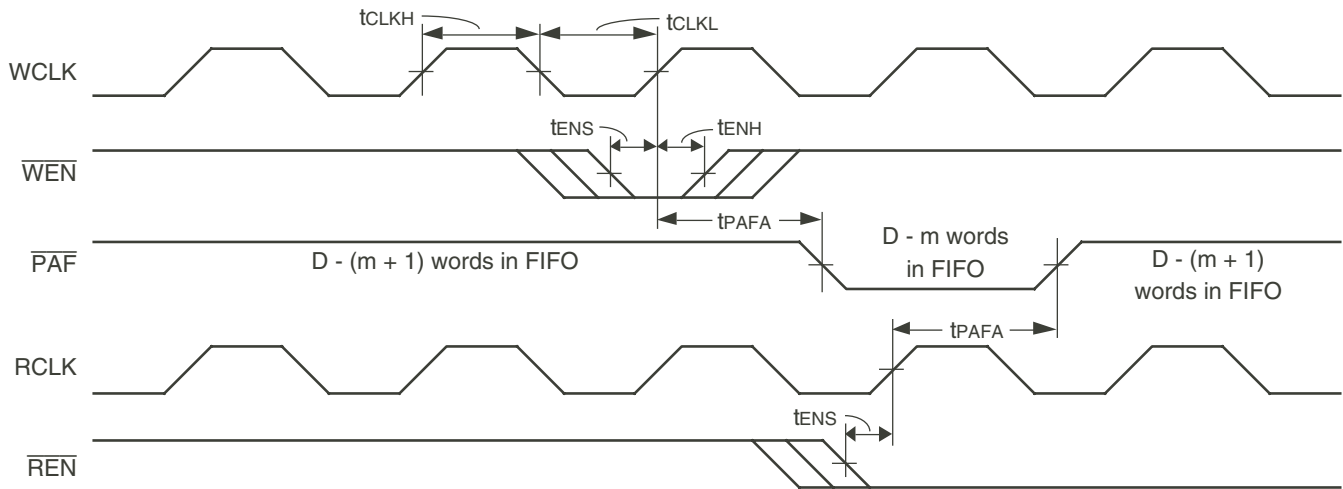 tCLKH
tCLKL
WCLK
tENS
tENH
WEN
tPAFA
PAF
D - (m + 1) words in FIFO
D - m words
in FIFO
D - (m + 1)
words in FIFO
tPAFA
RCLK
tENS
REN